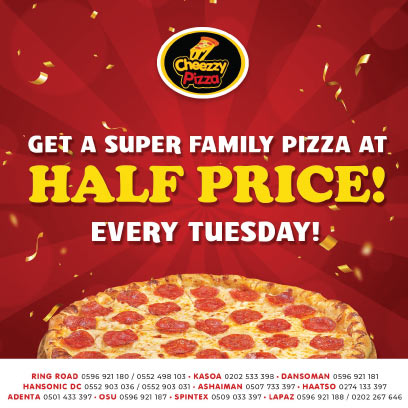 Cheezzy
Pizza
GET A SUPER FAMILY PIZZA AT
HALF PRICE!
EVERY TUESDAY!
RING ROAD 0596 921 180 / 0552 498 103 • KASOA 0202 533 398 • DANSOMAN 0596 921 181
HANSONIC DC 0552 903 036 / 0552 903 031 • ASHAIMAN 0507 733 397 • HAATSO 0274 133 397
ADENTA 0501 433 397 • OSU 0596 921 187 • SPINTEX 0509 033 397 • LAPAZ 0596 921 188 / 0202 267 646